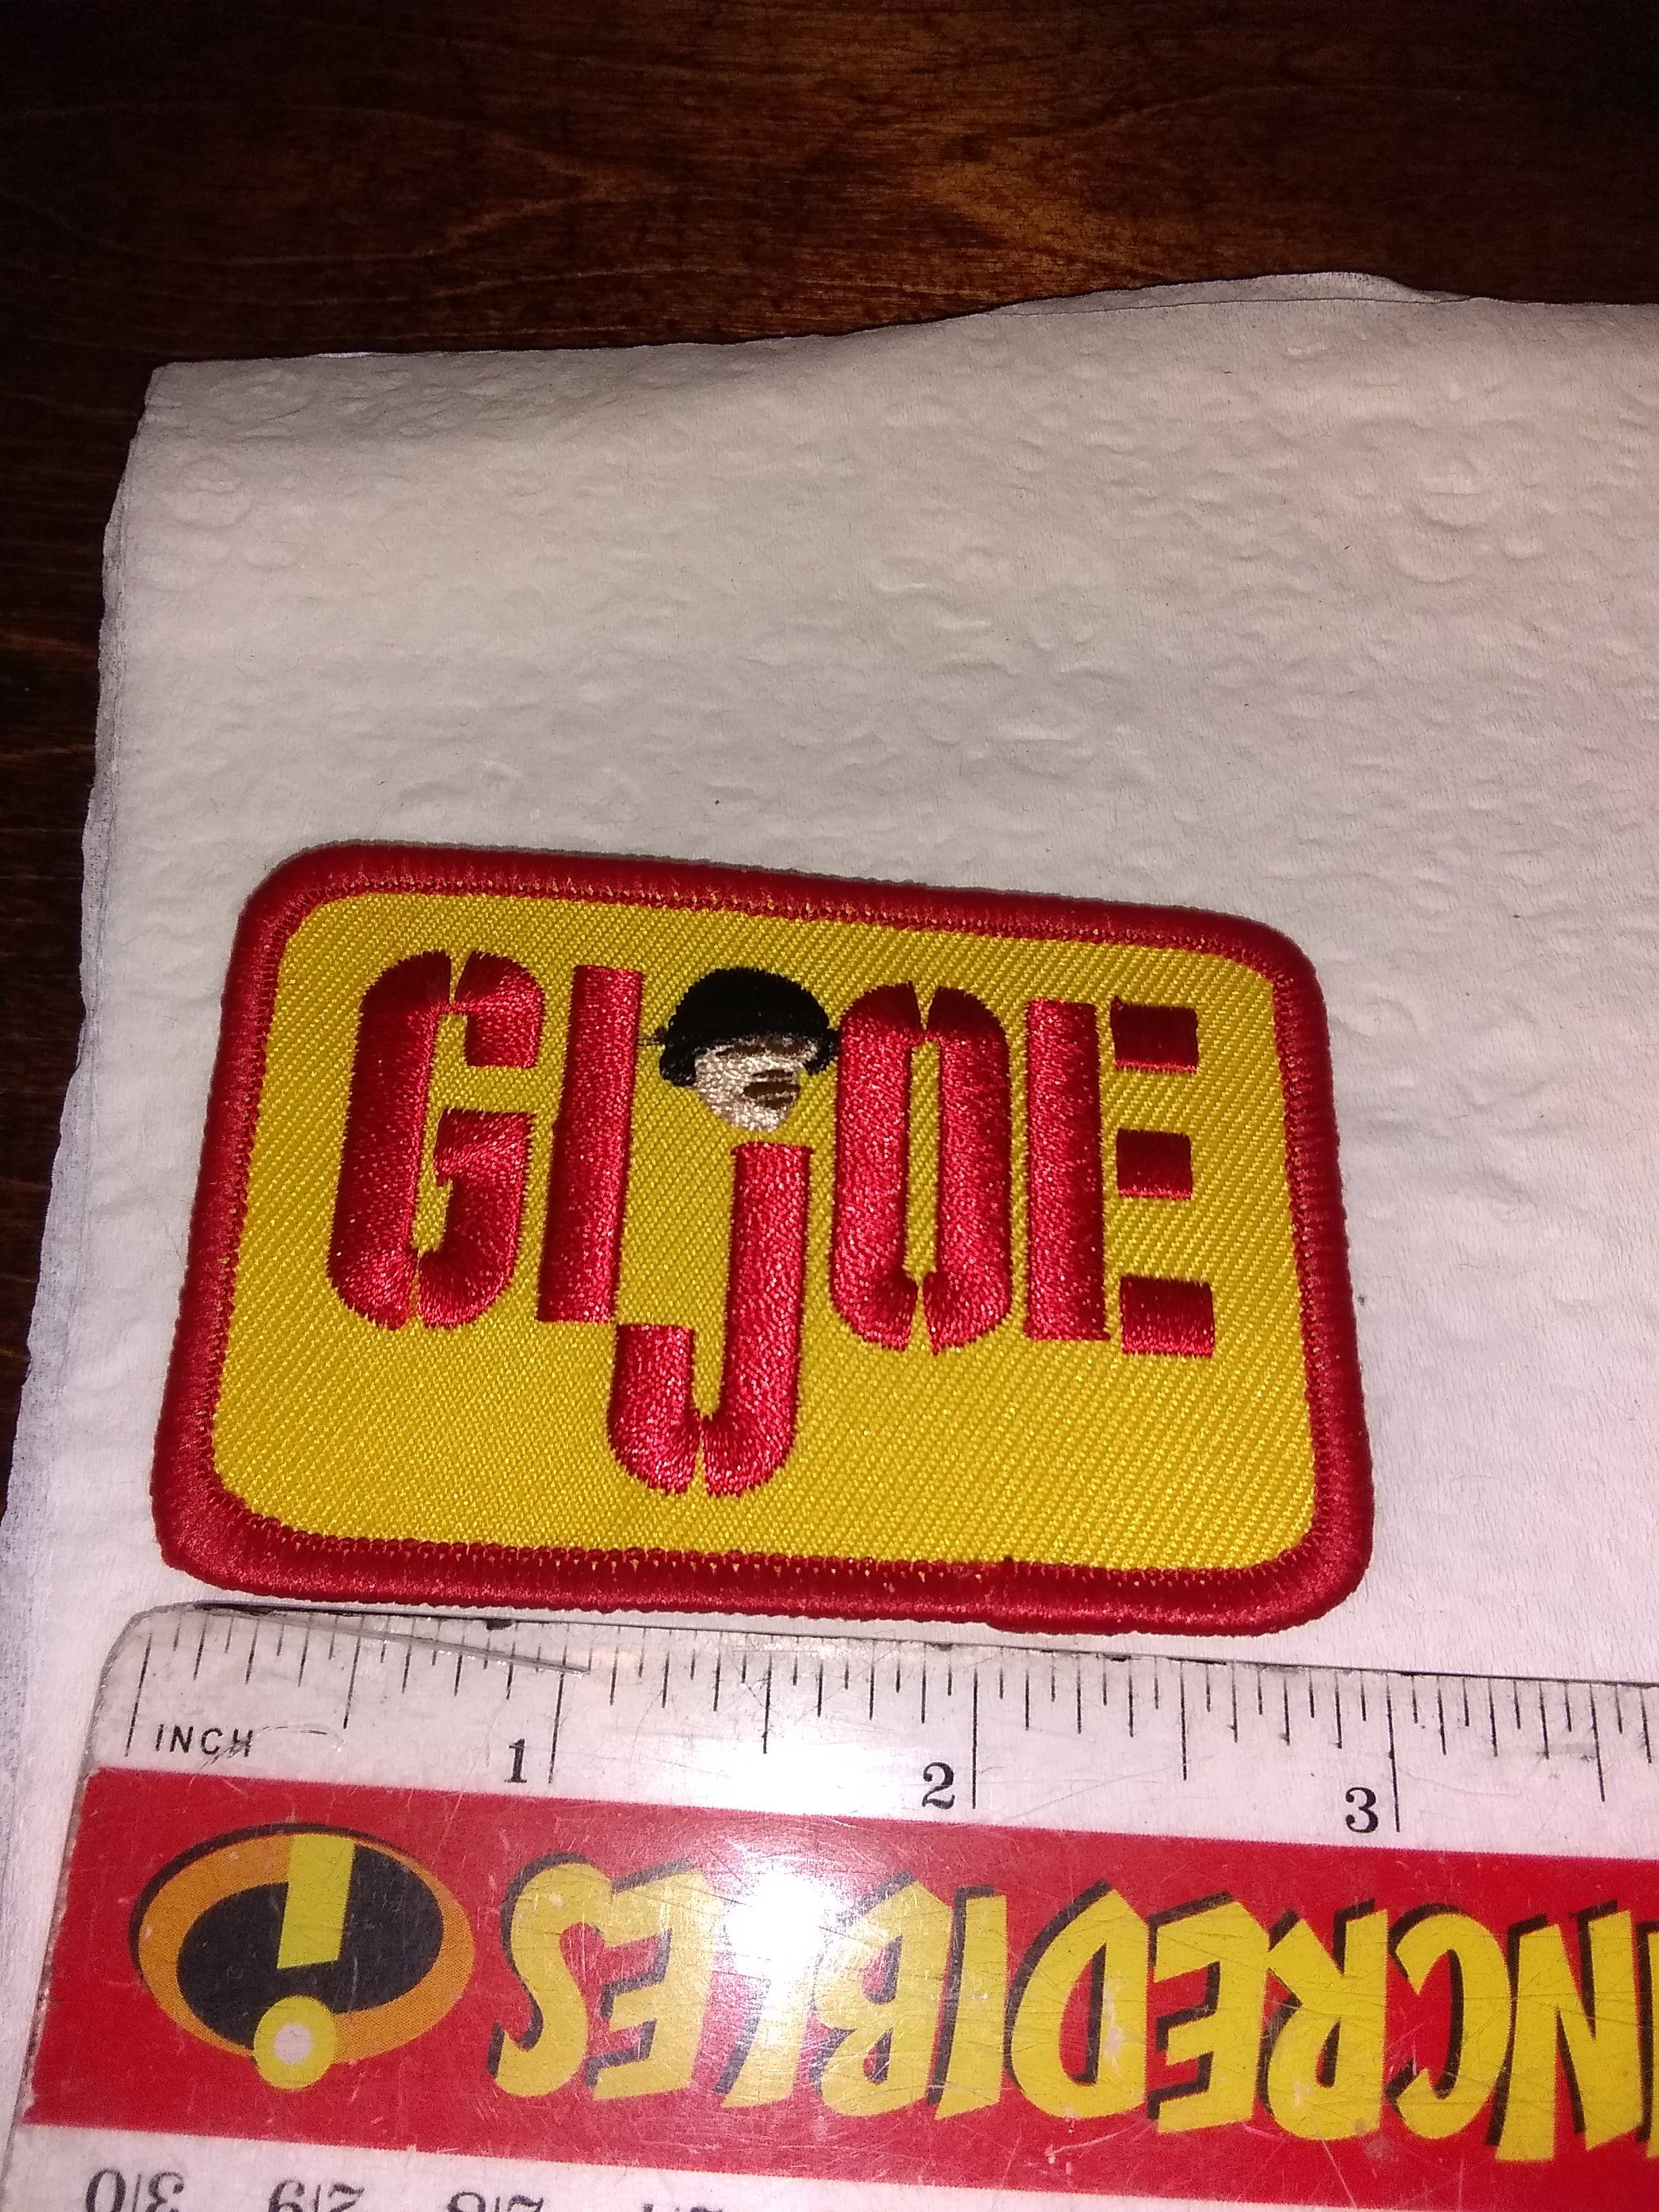 GI JOE
INCH 1 2 3
INCREDIBLES
30 29 28